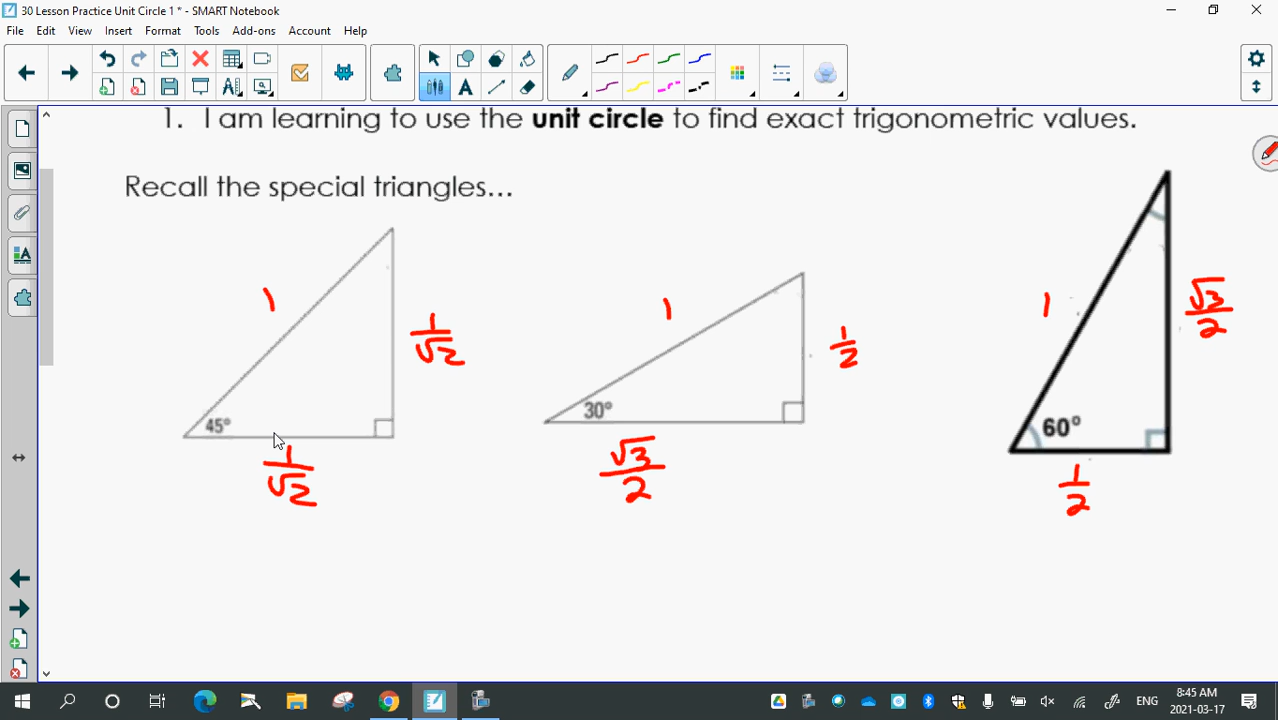 30 Lesson Practice Unit Circle 1 * - SMART Notebook
File Edit View Insert Format Tools Add-ons Account Help
1. I am learning to use the unit circle to find exact trigonometric values.
Recall the special triangles...
1
1/√2
45°
1/√2
1
1/2
30°
√3/2
1
√3/2
60°
1/2
ENG
8:45 AM
2021-03-17